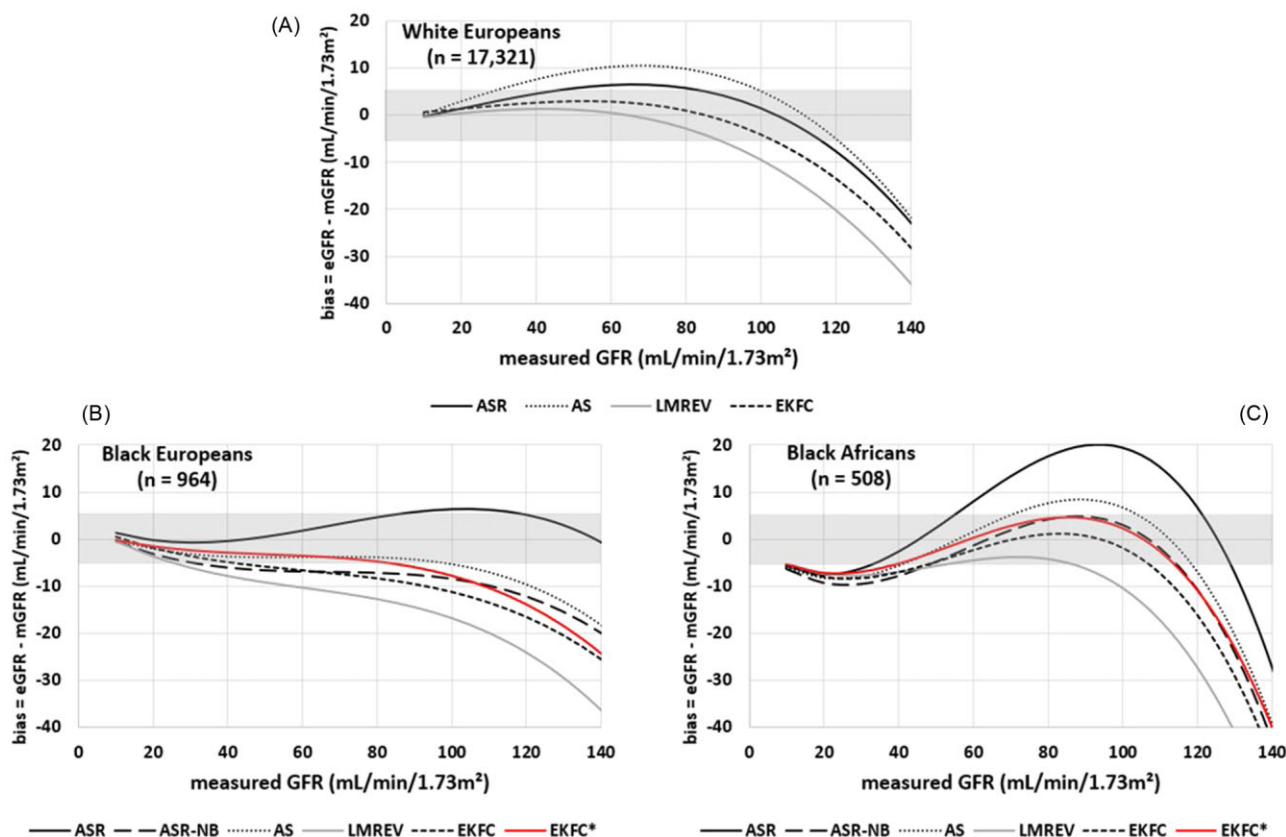 (A)
White Europeans
(n = 17,321)
bias = eGFR - mGFR (mL/min/1.73m²)
20
10
0
-10
-20
-30
-40
0 20 40 60 80 100 120 140
measured GFR (mL/min/1.73m²)
ASR AS LMREV EKFC
(B)
Black Europeans
(n = 964)
bias = eGFR - mGFR (mL/min/1.73m²)
20
10
0
-10
-20
-30
-40
0 20 40 60 80 100 120 140
measured GFR (mL/min/1.73m²)
ASR ASR-NB AS LMREV EKFC EKFC*
(C)
Black Africans
(n = 508)
bias = eGFR - mGFR (mL/min/1.73m²)
20
10
0
-10
-20
-30
-40
0 20 40 60 80 100 120 140
measured GFR (mL/min/1.73m²)
ASR ASR-NB AS LMREV EKFC EKFC*